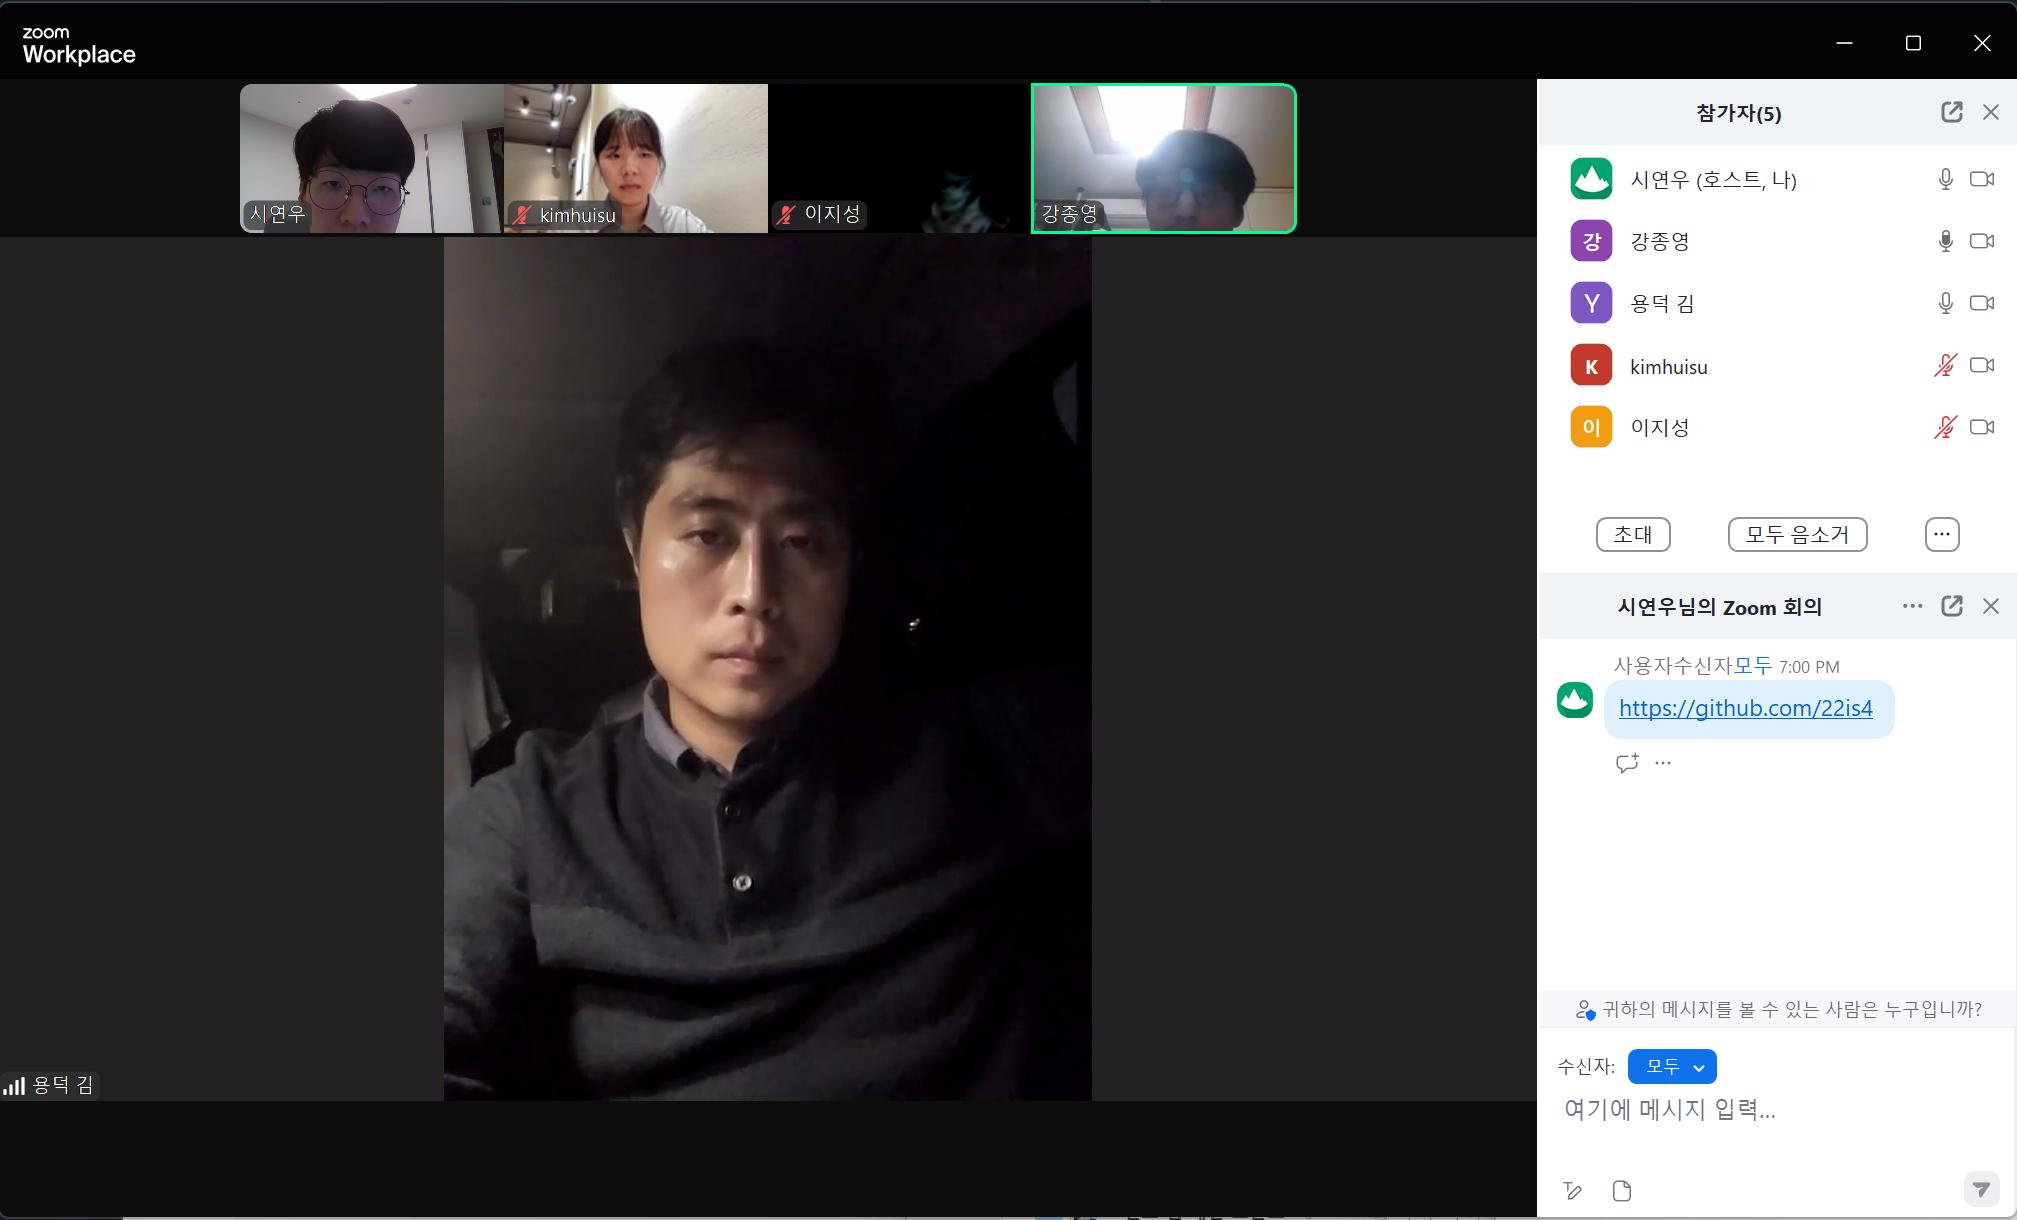 zoom
Workplace
시연우
kimhuisu
이지성
강종영
용덕 김
참가자(5)
시연우 (호스트, 나)
강 강종영
Y 용덕 김
K kimhuisu
이 이지성
초대
모두 음소거
시연우님의 Zoom 회의
사용자수신자모두 7:00 PM
https://github.com/22is4
귀하의 메시지를 볼 수 있는 사람은 누구입니까?
수신자: 모두
여기에 메시지 입력...